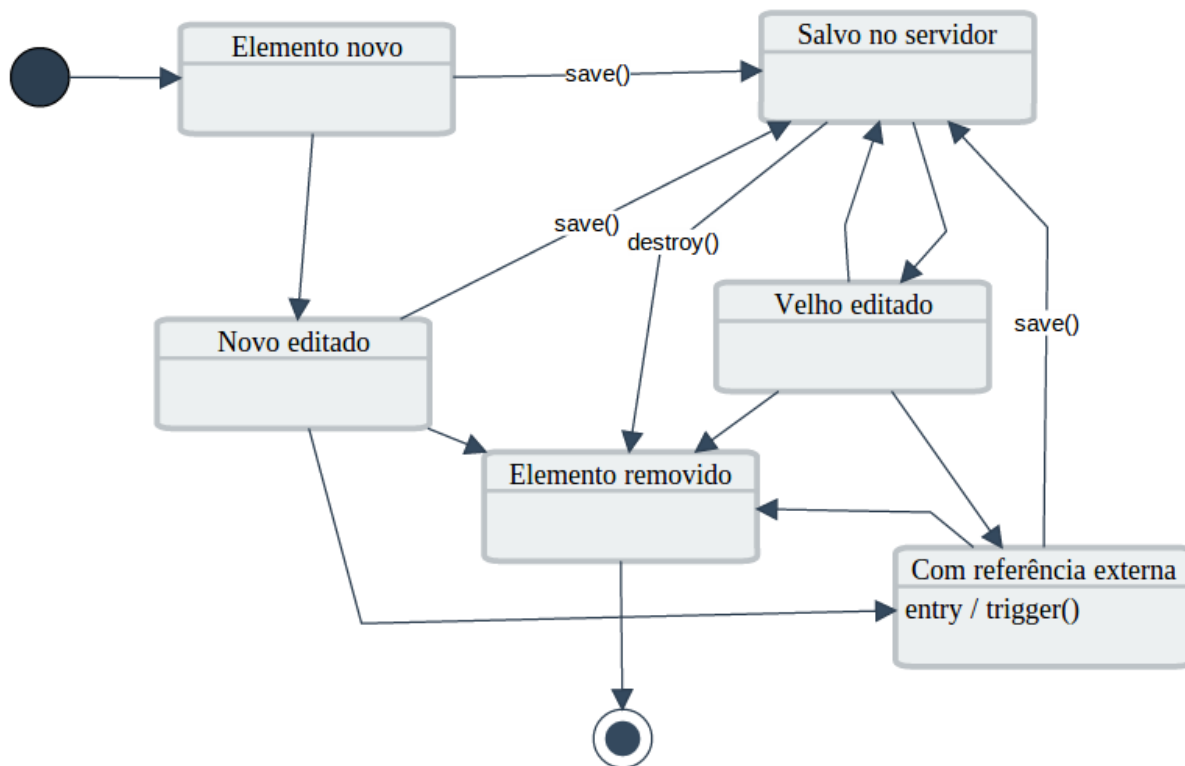 Elemento novo
Salvo no servidor
save()
save()
destroy()
Velho editado
save()
Novo editado
Elemento removido
Com referência externa
entry / trigger()